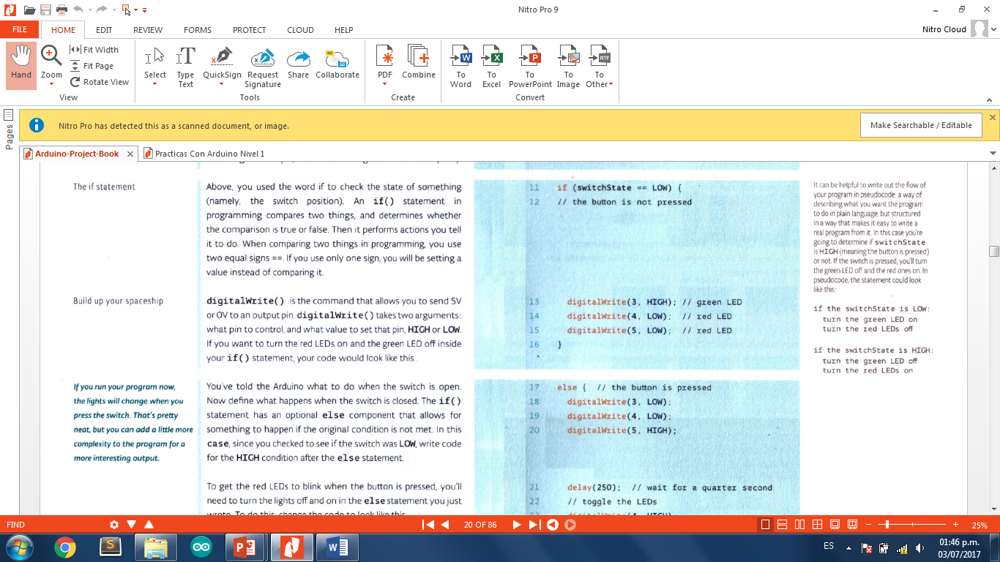 Nitro Pro 9
FILE
HOME
EDIT
REVIEW
FORMS
PROTECT
CLOUD
HELP
Nitro Cloud
Hand
Zoom
Fit Width
Fit Page
Rotate View
View
Select
Type
Text
QuickSign
Request
Signature
Share
Collaborate
Tools
PDF
Combine
Create
To
Word
To
Excel
To
PowerPoint
To
Image
To
Other
Convert
Pages
Nitro Pro has detected this as a scanned document, or image.
Make Searchable / Editable
Arduino-Project-Book
Practicas Con Arduino Nivel 1
The if statement
Above, you used the word if to check the state of something
(namely, the switch position). An if() statement in
programming compares two things, and determines whether
the comparison is true or false. Then it performs actions you tell
it to do. When comparing two things in programming, you use
two equal signs ==. If you use only one sign, you will be setting a
value instead of comparing it.
Build up your spaceship
digitalWrite() is the command that allows you to send 5V
or 0V to an output pin. digitalWrite() takes two arguments:
what pin to control, and what value to set that pin, HIGH or LOW.
If you want to turn the red LEDs on and the green LED off inside
your if() statement, your code would look like this .
If you run your program now,
the lights will change when you
press the switch. That's pretty
neat, but you can add a little more
complexity to the program for a
more interesting output.
You've told the Arduino what to do when the switch is open.
Now define what happens when the switch is closed. The if()
statement has an optional else component that allows for
something to happen if the original condition is not met. In this
case, since you checked to see if the switch was LOW, write code
for the HIGH condition after the else statement.
To get the red LEDs to blink when the button is pressed, you'll
need to turn the lights off and on in the else statement you just
wrote. To do this, change the code to look like this.
11 if (switchState == LOW) {
12 // the button is not pressed
13 digitalWrite(3, HIGH); // green LED
14 digitalWrite(4, LOW); // red LED
15 digitalWrite(5, LOW); // red LED
16 }
17 else { // the button is pressed
18 digitalWrite(3, LOW);
19 digitalWrite(4, LOW);
20 digitalWrite(5, HIGH);
21 delay(250); // wait for a quarter second
22 // toggle the LEDs
It can be helpful to write out the flow of
your program in pseudocode: a way of
describing what you want the program
to do in plain language, but structured
in a way that makes it easy to write a
real program from it. In this case you're
going to determine if switchState
is HIGH (meaning the button is pressed)
or not. If the switch is pressed, you'll turn
the green LED off and the red ones on. In
pseudocode, the statement could look
like this:
if the switchState is LOW:
turn the green LED on
turn the red LEDs off
if the switchState is HIGH:
turn the green LED off
turn the red LEDs on
FIND
20 OF 86
25%
ES
01:46 p.m.
03/07/2017